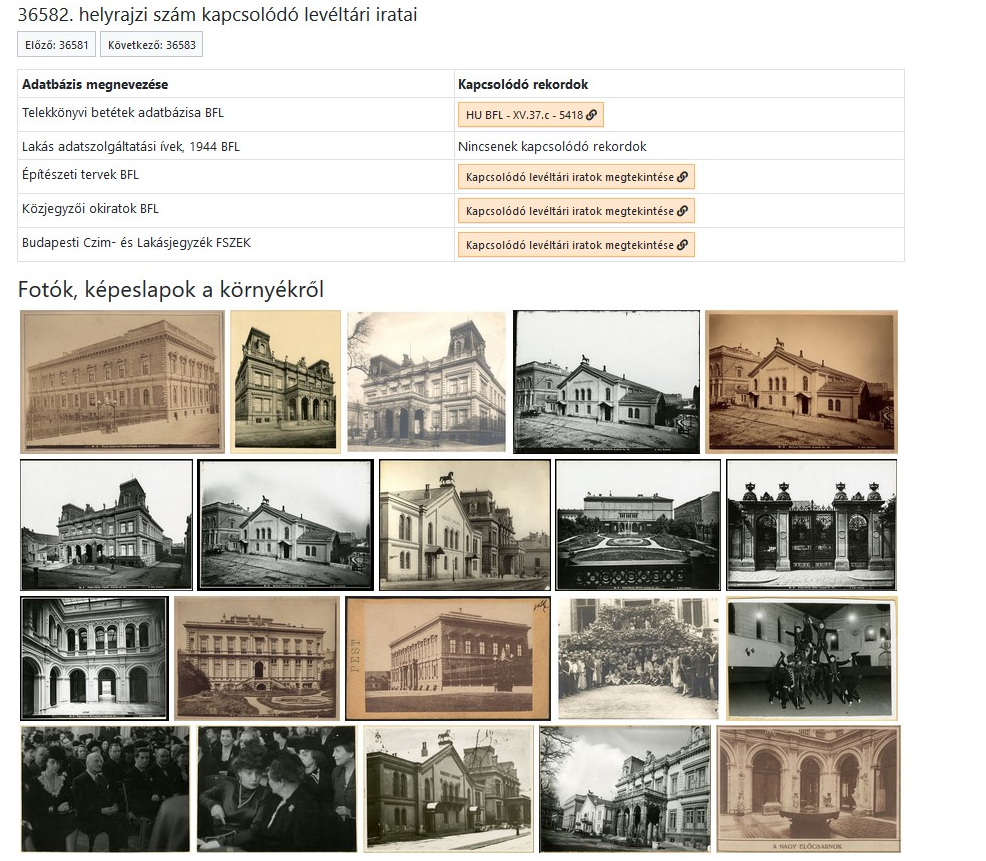 36582. helyrajzi szám kapcsolódó levéltári iratai
Előző: 36581 Következő: 36583
Adatbázis megnevezése Kapcsolódó rekordok
Telekkönyvi betétek adatbázisa BFL HU BFL - XV.37.c - 5418
Lakás adatszolgáltatási ívek, 1944 BFL Nincsenek kapcsolódó rekordok
Építészeti tervek BFL Kapcsolódó levéltári iratok megtekintése
Közjegyzői okiratok BFL Kapcsolódó levéltári iratok megtekintése
Budapesti Czim- és Lakásjegyzék FSZEK Kapcsolódó levéltári iratok megtekintése
Fotók, képeslapok a környékről
PEST
A NAGY ELŐCSARNOK